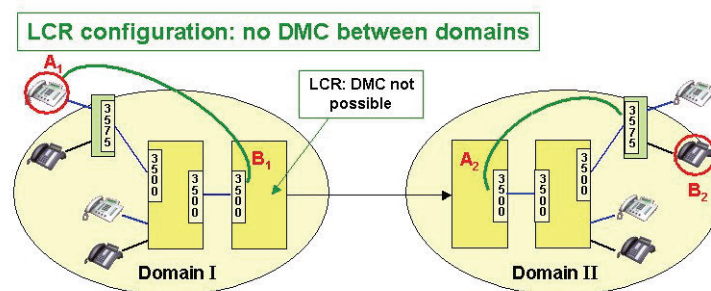 LCR configuration: no DMC between domains
A1
LCR: DMC not
possible
3575
3500
3500
3500
B1
Domain I
A2
3500
3500
3500
3575
B2
Domain II